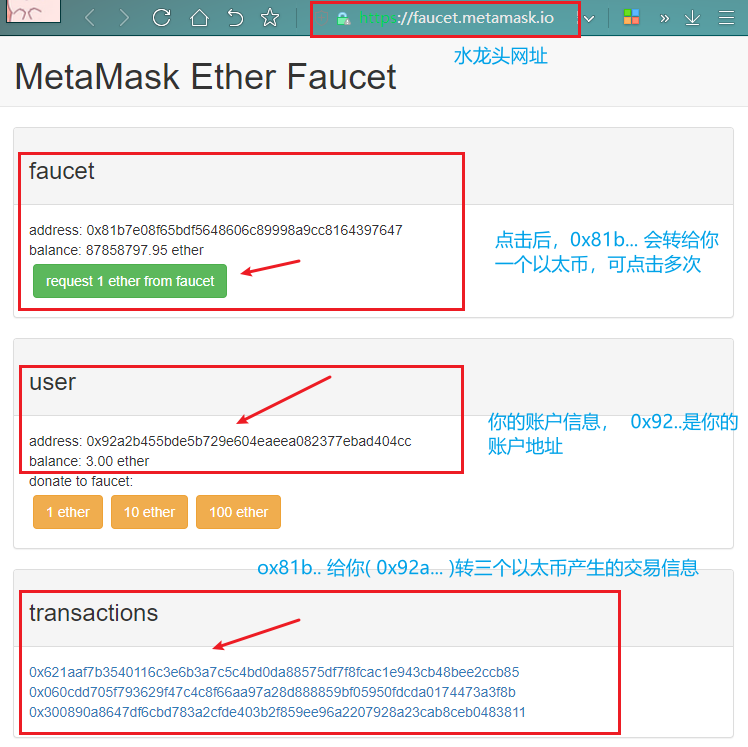 https://faucet.metamask.io
水龙头网址
MetaMask Ether Faucet
faucet
address: 0x81b7e08f65bdf5648606c89998a9cc8164397647
balance: 87858797.95 ether
request 1 ether from faucet
点击后，0x81b... 会转给你
一个以太币，可点击多次
user
address: 0x92a2b455bde5b729e604eaeea082377ebad404cc
balance: 3.00 ether
donate to faucet:
1 ether 10 ether 100 ether
你的账户信息， 0x92..是你的
账户地址
ox81b.. 给你( 0x92a... )转三个以太币产生的交易信息
transactions
0x621aaf7b3540116c3e6b3a7c5c4bd0da88575df7f8fcac1e943cb48bee2ccb85
0x060cdd705f793629f47c4c8f66aa97a28d888859bf05950fdcda0174473a3f8b
0x300890a8647df6cbd783a2cfde403b2f859ee96a2207928a23cab8ceb0483811